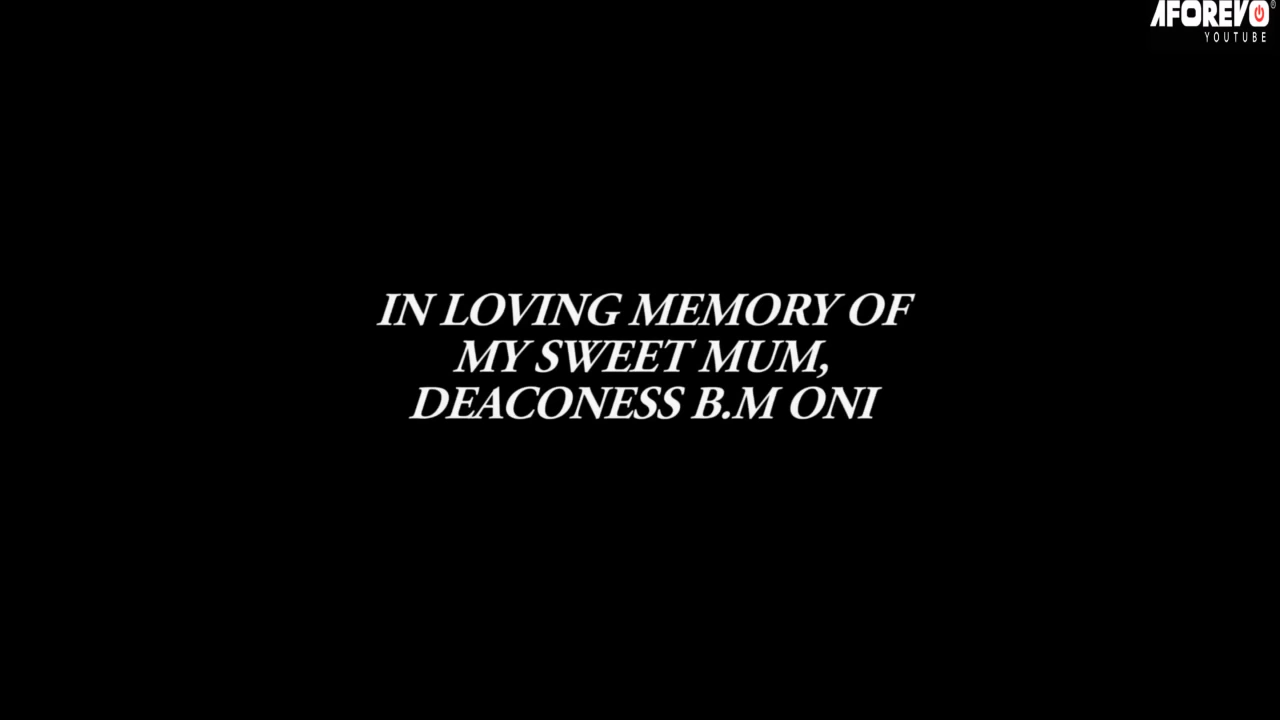 AFOREVO®
YOUTUBE
IN LOVING MEMORY OF
MY SWEET MUM,
DEACONESS B.M ONI